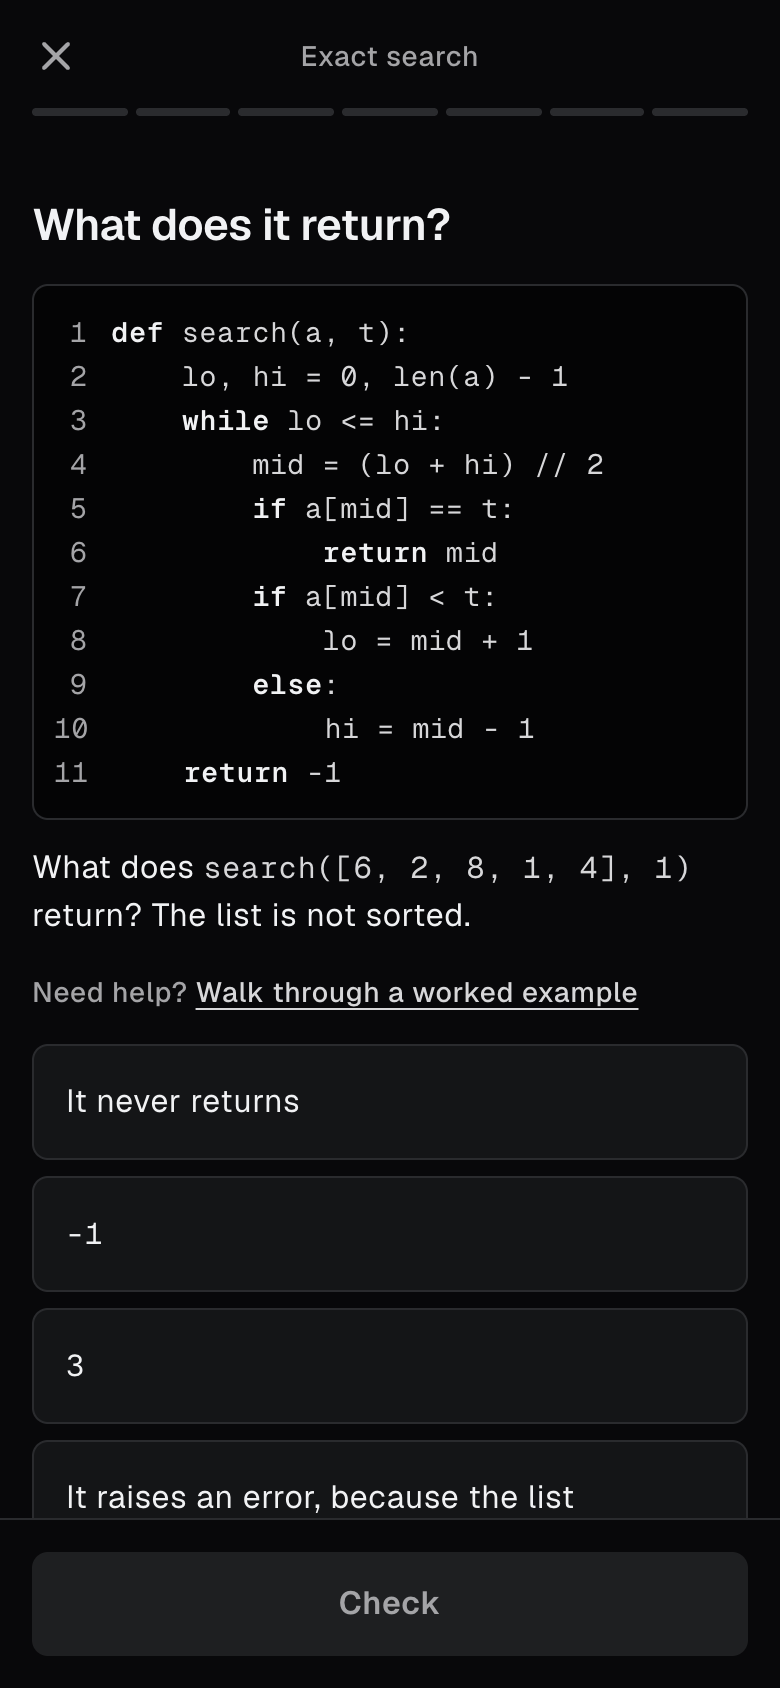 Exact search
What does it return?
1 def search(a, t):
2     lo, hi = 0, len(a) - 1
3     while lo <= hi:
4         mid = (lo + hi) // 2
5         if a[mid] == t:
6             return mid
7         if a[mid] < t:
8             lo = mid + 1
9         else:
10             hi = mid - 1
11     return -1
What does search([6, 2, 8, 1, 4], 1)
return? The list is not sorted.
Need help? Walk through a worked example
It never returns
-1
3
It raises an error, because the list
Check